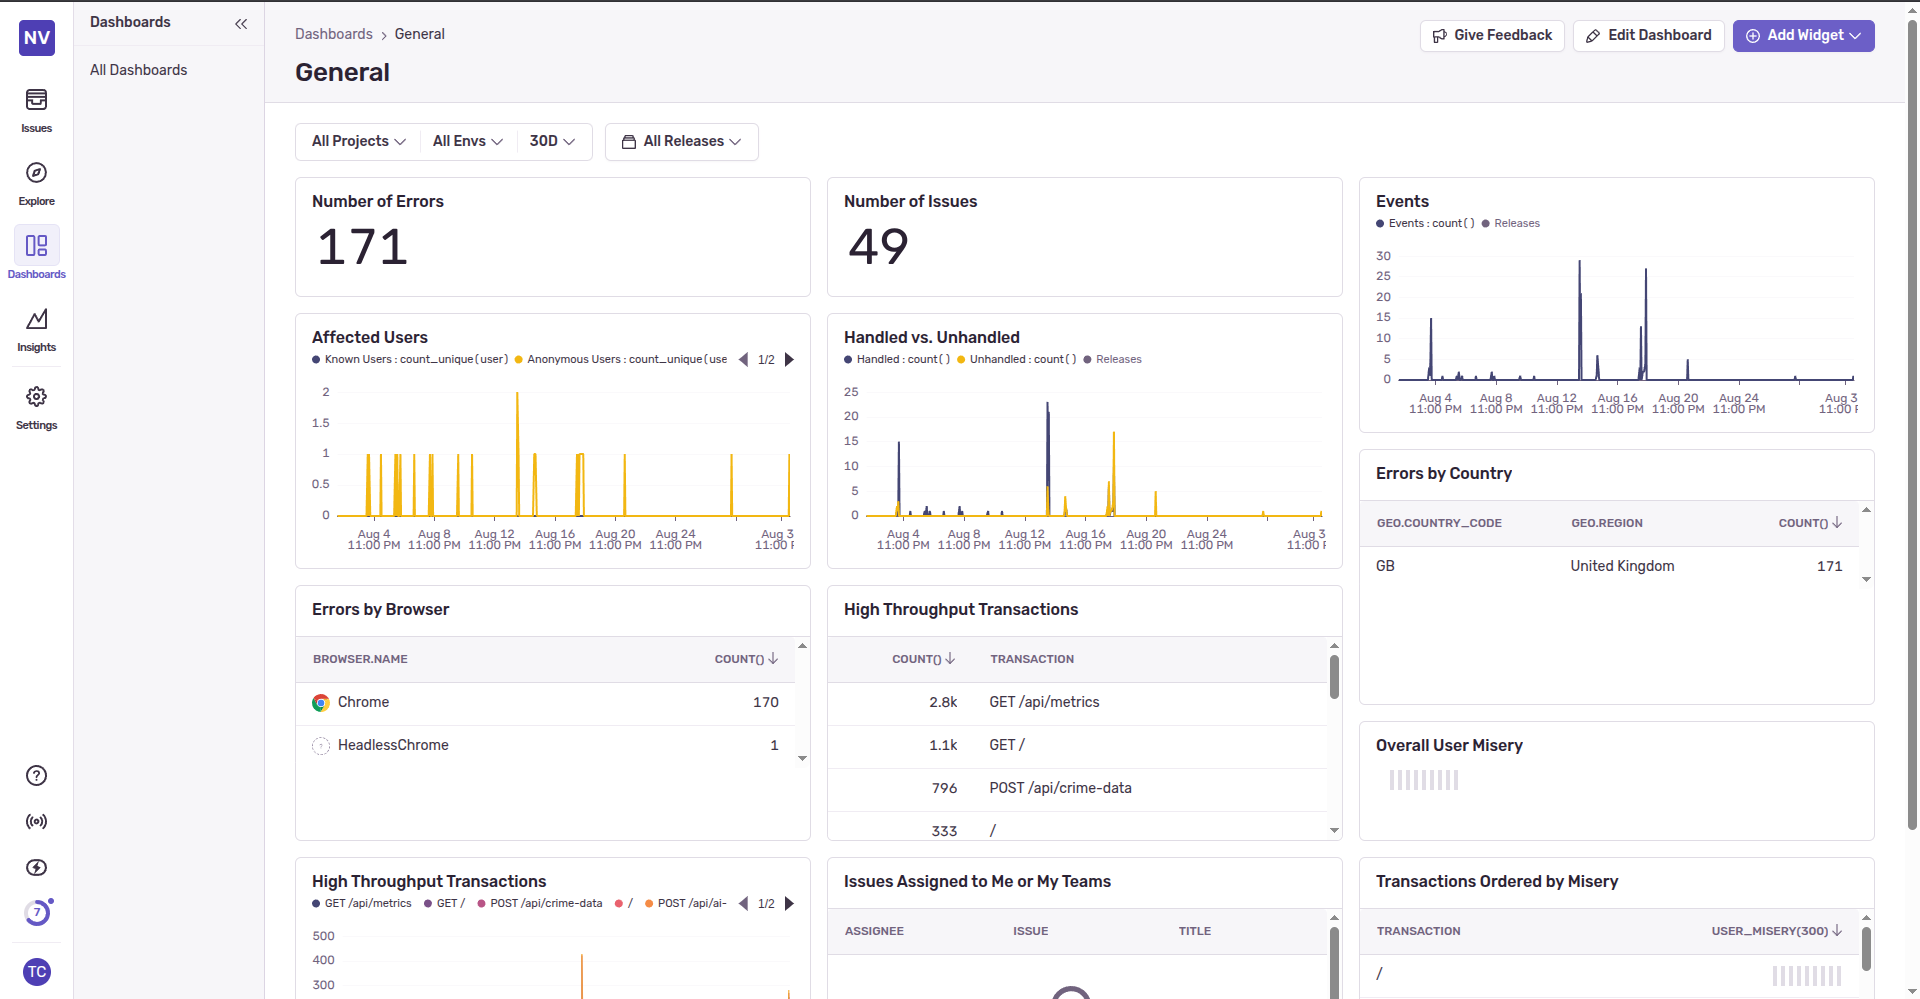 NV
Issues
Explore
Dashboards
Insights
Settings
7
TC
Dashboards
All Dashboards
Dashboards > General
General
Give Feedback
Edit Dashboard
Add Widget
All Projects
All Envs
30D
All Releases
Number of Errors
171
Number of Issues
49
Events
Events : count()
Releases
30
25
20
15
10
5
0
Aug 4 Aug 8 Aug 12 Aug 16 Aug 20 Aug 24 Aug 3
11:00 PM 11:00 PM 11:00 PM 11:00 PM 11:00 PM 11:00 PM 11:00
Affected Users
Known Users : count_unique(user) Anonymous Users : count_unique(use 1/2
2
1.5
1
0.5
0
Aug 4 Aug 8 Aug 12 Aug 16 Aug 20 Aug 24 Aug 3
11:00 PM 11:00 PM 11:00 PM 11:00 PM 11:00 PM 11:00 PM 11:00
Handled vs. Unhandled
Handled : count() Unhandled : count() Releases
25
20
15
10
5
0
Aug 4 Aug 8 Aug 12 Aug 16 Aug 20 Aug 24 Aug 3
11:00 PM 11:00 PM 11:00 PM 11:00 PM 11:00 PM 11:00 PM 11:00
Errors by Country
GEO.COUNTRY_CODE GEO.REGION COUNT()
GB United Kingdom 171
Errors by Browser
BROWSER.NAME COUNT()
Chrome 170
HeadlessChrome 1
High Throughput Transactions
COUNT() TRANSACTION
2.8k GET /api/metrics
1.1k GET /
796 POST /api/crime-data
333 /
Overall User Misery
High Throughput Transactions
GET /api/metrics GET / POST /api/crime-data / POST /api/ai- 1/2
500
400
300
Issues Assigned to Me or My Teams
ASSIGNEE ISSUE TITLE
Transactions Ordered by Misery
TRANSACTION USER_MISERY(300)
/